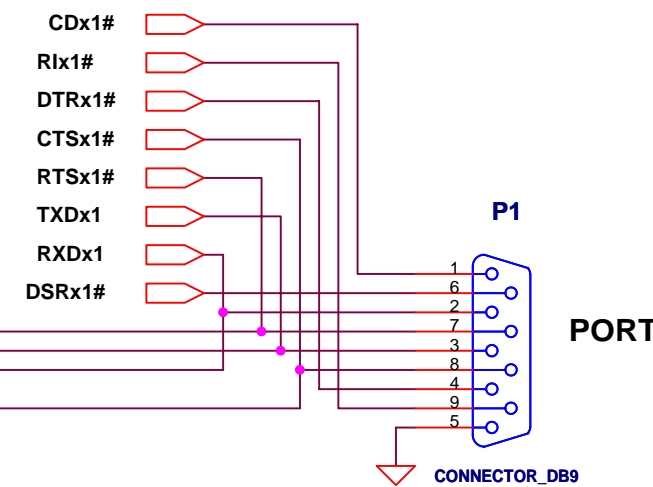 CDx1#
RIx1#
DTRx1#
CTSx1#
RTSx1#
TXDx1
RXDx1
DSRx1#
P1
1
6
2
7
3
8
4
9
5
PORT
CONNECTOR_DB9